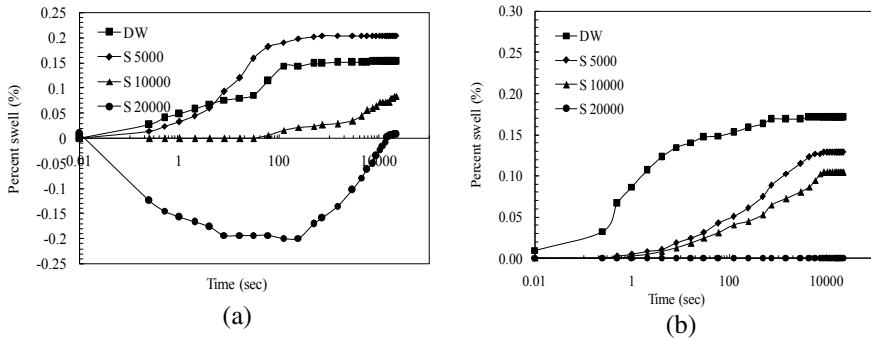 0.25
0.2
0.15
0.1
0.05
0
-0.05
-0.1
-0.15
-0.2
-0.25
0.01
1
100
10000
DW
S 5000
S 10000
S 20000
Percent swell (%)
Time (sec)
(a)
0.30
0.25
0.20
0.15
0.10
0.05
0.00
0.01
1
100
10000
DW
S 5000
S 10000
S 20000
Percent swell (%)
Time (sec)
(b)